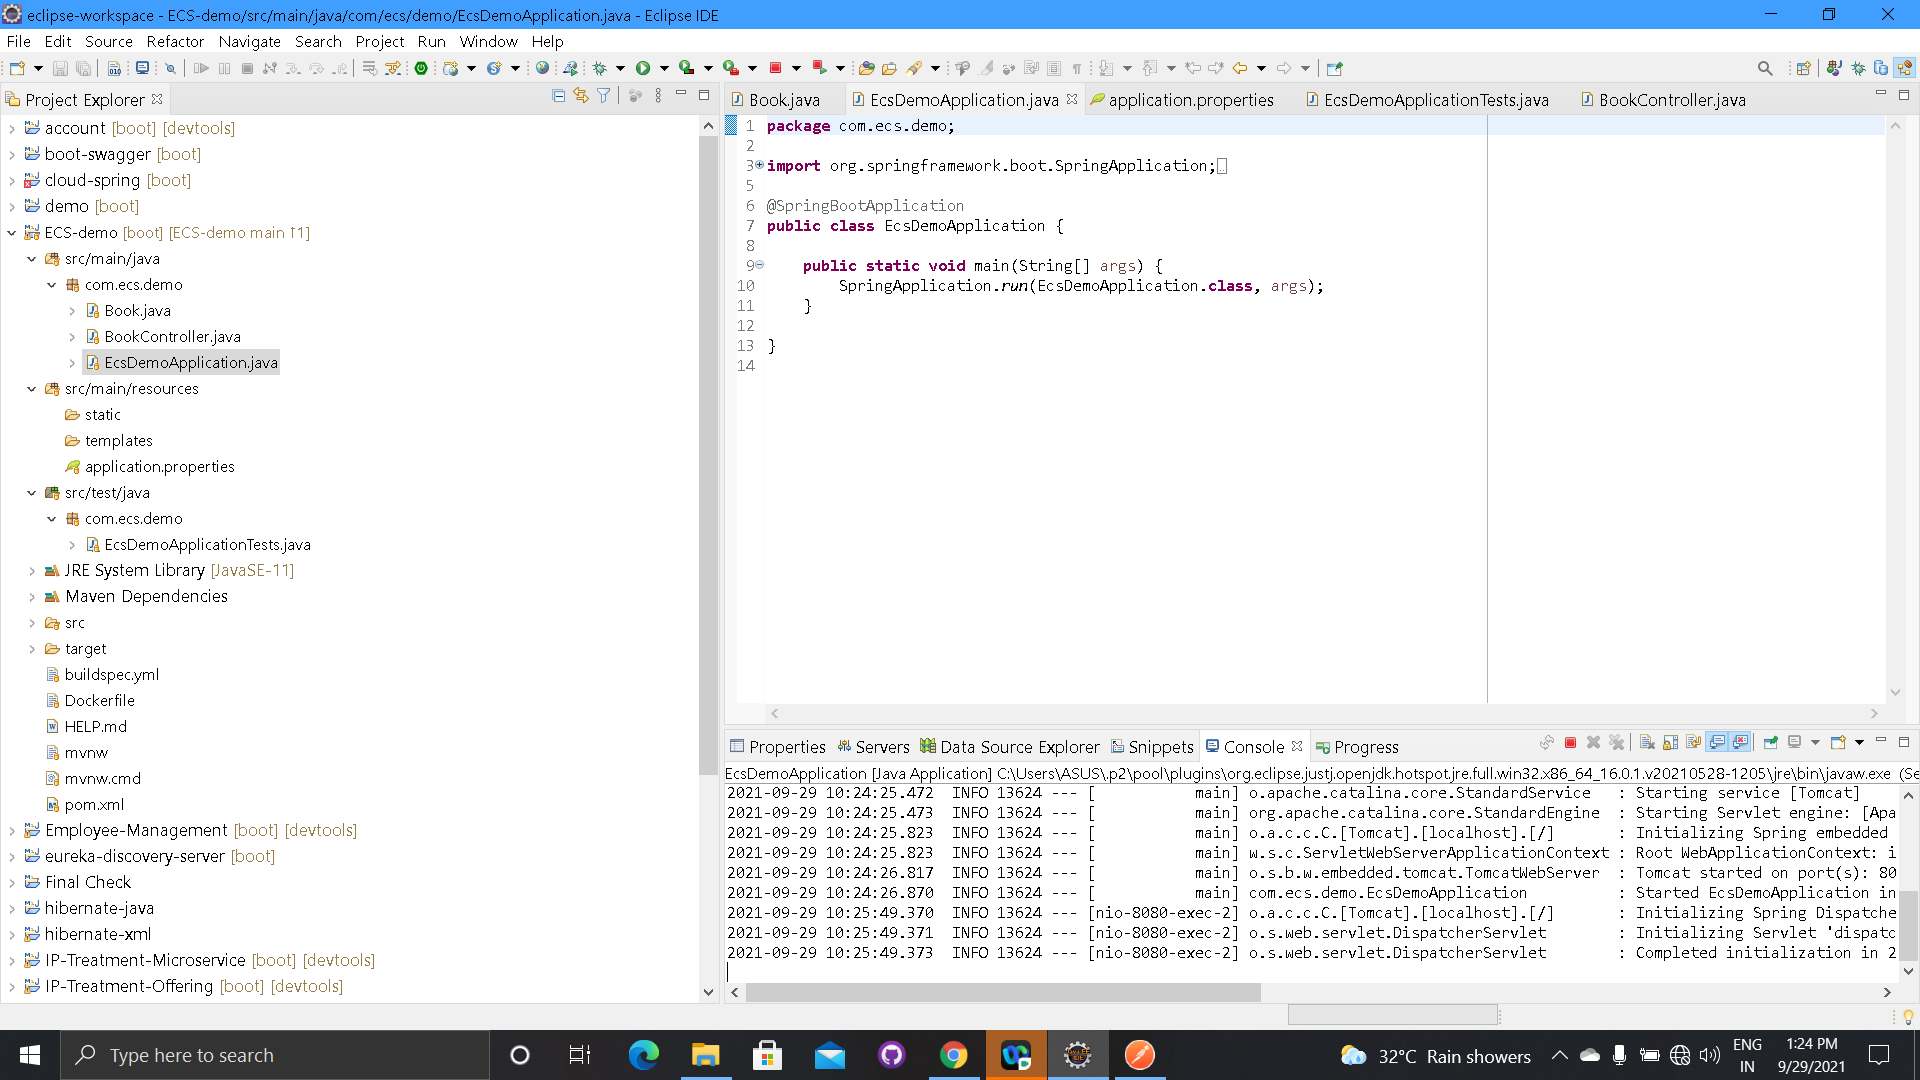 eclipse-workspace - ECS-demo/src/main/java/com/ecs/demo/EcsDemoApplication.java - Eclipse IDE
File Edit Source Refactor Navigate Search Project Run Window Help
Project Explorer
account [boot] [devtools]
boot-swagger [boot]
cloud-spring [boot]
demo [boot]
ECS-demo [boot] [ECS-demo main ↑1]
src/main/java
com.ecs.demo
Book.java
BookController.java
EcsDemoApplication.java
src/main/resources
static
templates
application.properties
src/test/java
com.ecs.demo
EcsDemoApplicationTests.java
JRE System Library [JavaSE-11]
Maven Dependencies
src
target
buildspec.yml
Dockerfile
HELP.md
mvnw
mvnw.cmd
pom.xml
Employee-Management [boot] [devtools]
eureka-discovery-server [boot]
Final Check
hibernate-java
hibernate-xml
IP-Treatment-Microservice [boot] [devtools]
IP-Treatment-Offering [boot] [devtools]
Book.java EcsDemoApplication.java application.properties EcsDemoApplicationTests.java BookController.java
1 package com.ecs.demo;
2
3 import org.springframework.boot.SpringApplication;
5
6 @SpringBootApplication
7 public class EcsDemoApplication {
8
9 public static void main(String[] args) {
10 SpringApplication.run(EcsDemoApplication.class, args);
11 }
12
13 }
14
Properties Servers Data Source Explorer Snippets Console Progress
EcsDemoApplication [Java Application] C:\Users\ASUS\.p2\pool\plugins\org.eclipse.justj.openjdk.hotspot.jre.full.win32.x86_64_16.0.1.v20210528-1205\jre\bin\javaw.exe (Se
2021-09-29 10:24:25.472 INFO 13624 --- [ main] o.apache.catalina.core.StandardService : Starting service [Tomcat]
2021-09-29 10:24:25.473 INFO 13624 --- [ main] org.apache.catalina.core.StandardEngine : Starting Servlet engine: [Apa
2021-09-29 10:24:25.823 INFO 13624 --- [ main] o.a.c.c.C.[Tomcat].[localhost].[/] : Initializing Spring embedded
2021-09-29 10:24:25.823 INFO 13624 --- [ main] w.s.c.ServletWebServerApplicationContext : Root WebApplicationContext: i
2021-09-29 10:24:26.817 INFO 13624 --- [ main] o.s.b.w.embedded.tomcat.TomcatWebServer : Tomcat started on port(s): 80
2021-09-29 10:24:26.870 INFO 13624 --- [ main] com.ecs.demo.EcsDemoApplication : Started EcsDemoApplication in
2021-09-29 10:25:49.370 INFO 13624 --- [nio-8080-exec-2] o.a.c.c.C.[Tomcat].[localhost].[/] : Initializing Spring Dispatche
2021-09-29 10:25:49.371 INFO 13624 --- [nio-8080-exec-2] o.s.web.servlet.DispatcherServlet : Initializing Servlet 'dispatc
2021-09-29 10:25:49.373 INFO 13624 --- [nio-8080-exec-2] o.s.web.servlet.DispatcherServlet : Completed initialization in 2
Type here to search
32°C Rain showers
ENG
IN
1:24 PM
9/29/2021